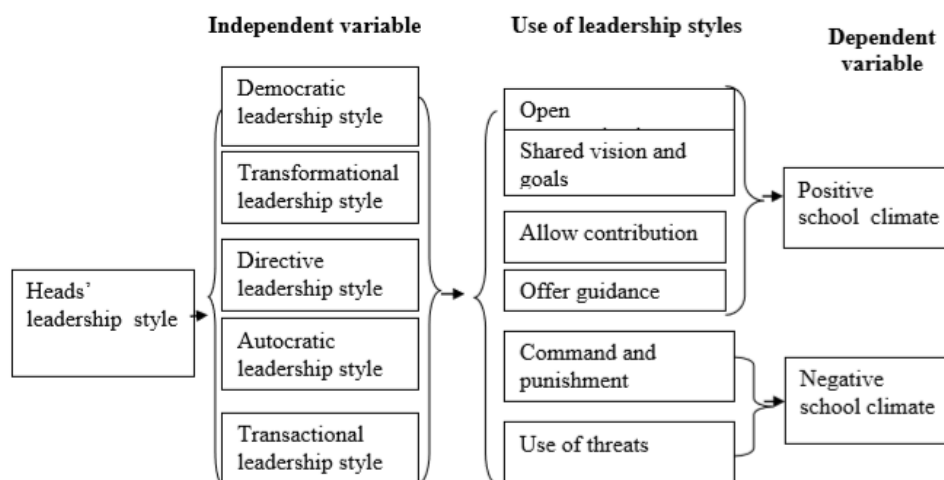 Independent variable
Use of leadership styles
Dependent
variable
Heads’
leadership style
Democratic
leadership style
Transformational
leadership style
Directive
leadership style
Autocratic
leadership style
Transactional
leadership style
Open
Shared vision and
goals
Allow contribution
Offer guidance
Command and
punishment
Use of threats
Positive
school climate
Negative
school climate